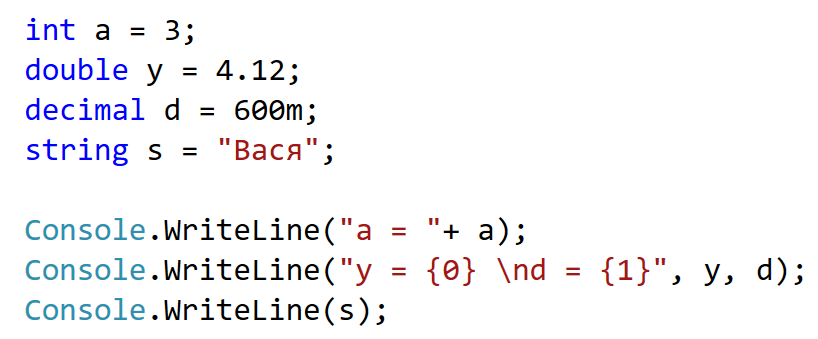 int a = 3;
double y = 4.12;
decimal d = 600m;
string s = "Вася";
Console.WriteLine("a = "+ a);
Console.WriteLine("y = {0} \nd = {1}", y, d);
Console.WriteLine(s);